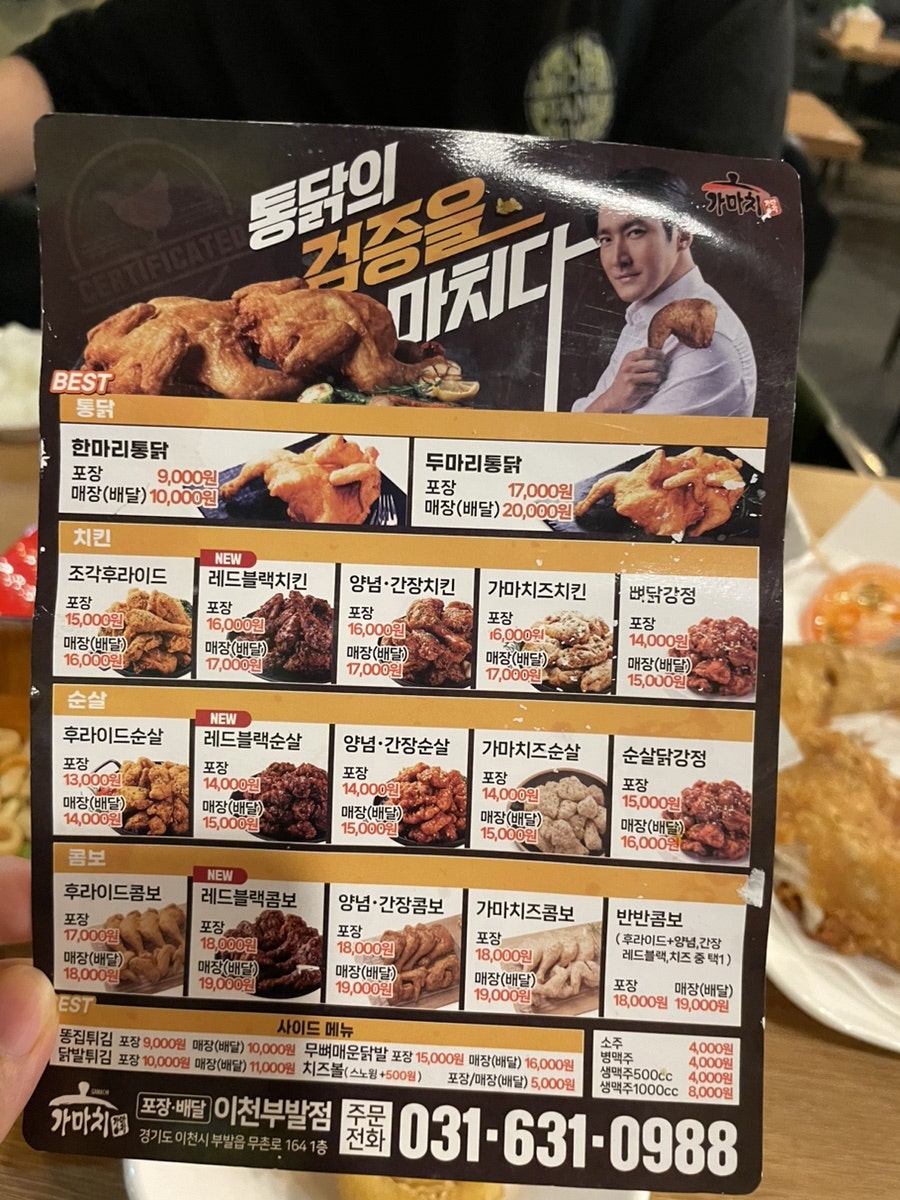 통닭의
검증을
마치다
가마치
CERTIFICATED
BEST
통닭
한마리통닭
포장 9,000원
매장(배달) 10,000원
두마리통닭
포장 17,000원
매장(배달) 20,000원
치킨
조각후라이드
포장
15,000원
매장(배달)
16,000원
NEW
레드블랙치킨
포장
16,000원
매장(배달)
17,000원
양념·간장치킨
포장
16,000원
매장(배달)
17,000원
가마치즈치킨
포장
16,000원
매장(배달)
17,000원
뼈닭강정
포장
14,000원
매장(배달)
15,000원
순살
후라이드순살
포장
13,000원
매장(배달)
14,000원
NEW
레드블랙순살
포장
14,000원
매장(배달)
15,000원
양념·간장순살
포장
14,000원
매장(배달)
15,000원
가마치즈순살
포장
14,000원
매장(배달)
15,000원
순살닭강정
포장
15,000원
매장(배달)
16,000원
콤보
후라이드콤보
포장
17,000원
매장(배달)
18,000원
NEW
레드블랙콤보
포장
18,000원
매장(배달)
19,000원
양념·간장콤보
포장
18,000원
매장(배달)
19,000원
가마치즈콤보
포장
18,000원
매장(배달)
19,000원
반반콤보
(후라이드+양념,간장
레드블랙,치즈 중 택1)
포장 매장(배달)
18,000원 19,000원
EST
사이드 메뉴
똥집튀김 포장 9,000원 매장(배달) 10,000원 무뼈매운닭발 포장 15,000원 매장(배달) 16,000원
닭발튀김 포장 10,000원 매장(배달) 11,000원 치즈볼(스노윙+500원) 포장/매장(배달) 5,000원
소주 4,000원
병맥주 4,000원
생맥주500cc 4,000원
생맥주1000cc 8,000원
GAMACHI
가마치
포장·배달 이천부발점
경기도 이천시 부발읍 무촌로 164 1층
주문
전화
031·631·0988